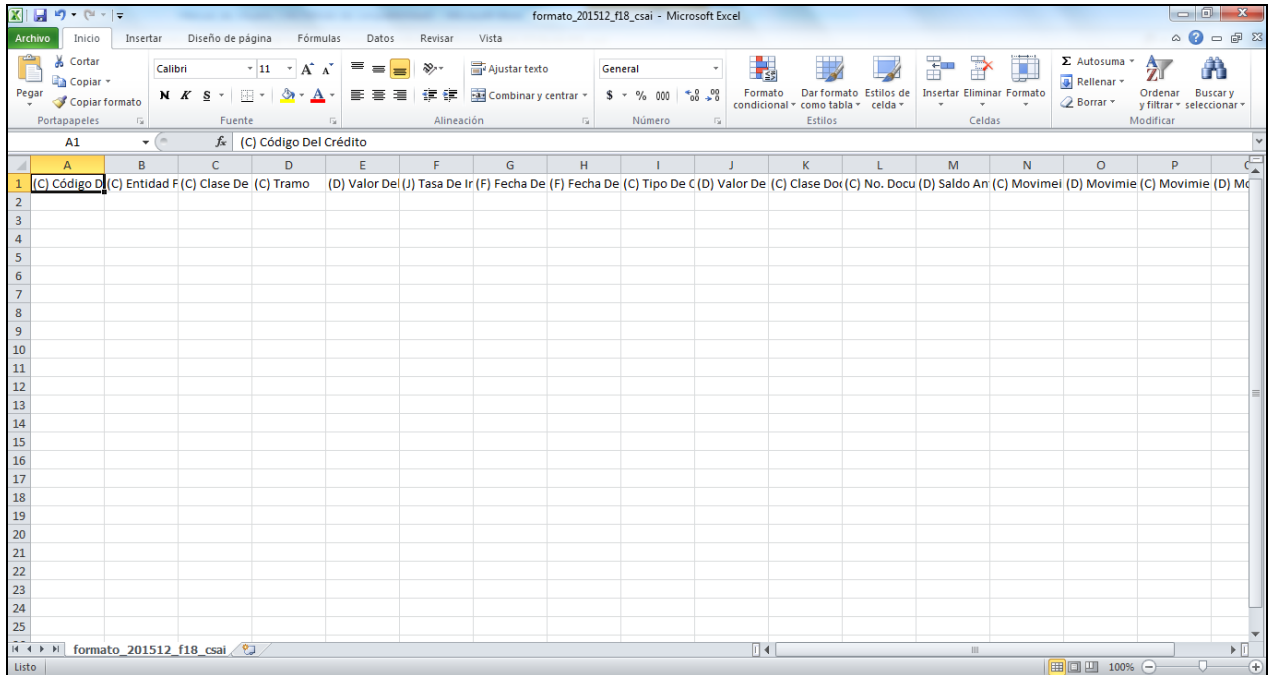 formato_201512_f18_csai - Microsoft Excel
Archivo Inicio Insertar Diseño de página Fórmulas Datos Revisar Vista
Pegar
Cortar
Copiar
Copiar formato
Portapapeles
Calibri 11
N K S
Fuente
Ajustar texto
Combinar y centrar
Alineación
General
$ % 000
Número
Formato condicional
Dar formato como tabla
Estilos de celda
Estilos
Insertar Eliminar Formato
Celdas
Σ Autosuma
Rellenar
Borrar
Ordenar y filtrar
Buscar y seleccionar
Modificar
A1 fx (C) Código Del Crédito
A B C D E F G H I J K L M N O P
1 (C) Código D (C) Entidad F (C) Clase De (C) Tramo (D) Valor Del (J) Tasa De Ir (F) Fecha De (F) Fecha De (C) Tipo De C (D) Valor De (C) Clase Doc (C) No. Docu (D) Saldo An (C) Movimei (D) Movimie (C) Movimie (D) Mo
2
3
4
5
6
7
8
9
10
11
12
13
14
15
16
17
18
19
20
21
22
23
24
25
formato_201512_f18_csai
Listo 100%